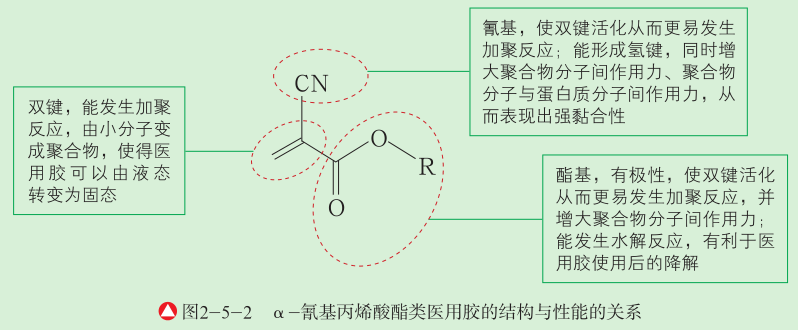 氰基，使双键活化从而更易发生
加聚反应；能形成氢键，同时增
大聚合物分子间作用力、聚合物
分子与蛋白质分子间作用力，从
而表现出强黏合性
双键，能发生加聚
反应，由小分子变
成聚合物，使得医
用胶可以由液态
转变为固态
CN
O
R
O
酯基，有极性，使双键活化
从而更易发生加聚反应，并
增大聚合物分子间作用力；
能发生水解反应，有利于医
用胶使用后的降解
图2-5-2 α-氰基丙烯酸酯类医用胶的结构与性能的关系